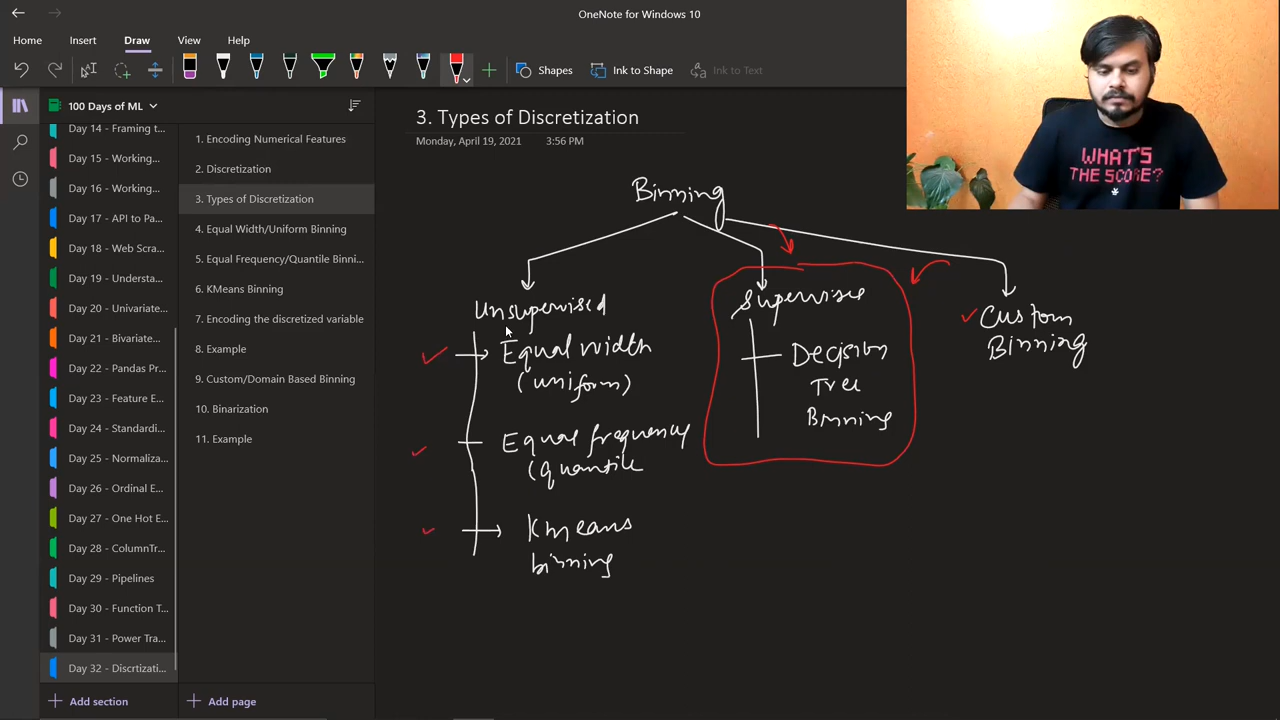 OneNote for Windows 10
Home
Insert
Draw
View
Help
Shapes
Ink to Shape
Ink to Text
100 Days of ML
Day 14 - Framing t...
Day 15 - Working...
Day 16 - Working...
Day 17 - API to Pa...
Day 18 - Web Scra...
Day 19 - Understa...
Day 20 - Univariate...
Day 21 - Bivariate...
Day 22 - Pandas Pr...
Day 23 - Feature E...
Day 24 - Standardi...
Day 25 - Normaliza...
Day 26 - Ordinal E...
Day 27 - One Hot E...
Day 28 - ColumnTr...
Day 29 - Pipelines
Day 30 - Function T...
Day 31 - Power Tra...
Day 32 - Discrtizati...
Add section
1. Encoding Numerical Features
2. Discretization
3. Types of Discretization
4. Equal Width/Uniform Binning
5. Equal Frequency/Quantile Binni...
6. KMeans Binning
7. Encoding the discretized variable
8. Example
9. Custom/Domain Based Binning
10. Binarization
11. Example
Add page
3. Types of Discretization
Monday, April 19, 2021
3:56 PM
Binning
Unsupervised
Equal width
(uniform)
Equal frequency
(quantile
Kmeans
binning
Supervises
Decision
Tree
Binning
Custom
Binning
WHAT'S
THE SCORE?